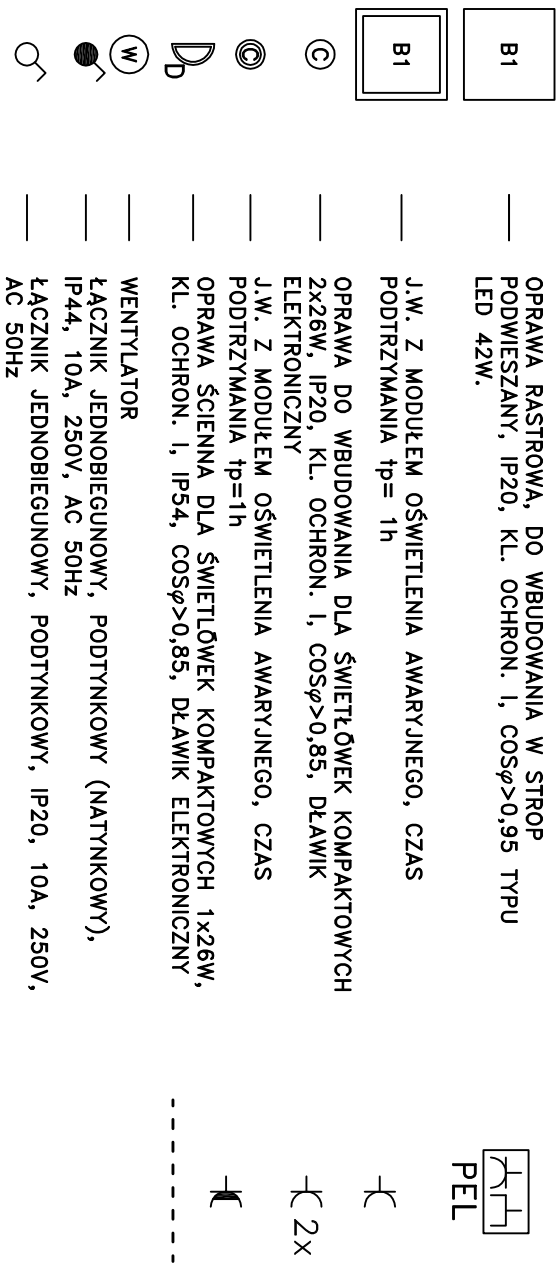 B1
OPRAWA RASTROWA, DO WBUDOWANIA W STROP
PODWIESZANY, IP20, KL. OCHRON. I, COSφ>0,95 TYPU
LED 42W.
B1
J.W. Z MODUŁEM OŚWIETLENIA AWARYJNEGO, CZAS
PODTRZYMANIA tp= 1h
C
OPRAWA DO WBUDOWANIA DLA ŚWIETLÓWEK KOMPAKTOWYCH
2x26W, IP20, KL. OCHRON. I, COSφ>0,85, DŁAWIK
ELEKTRONICZNY
C
J.W. Z MODUŁEM OŚWIETLENIA AWARYJNEGO, CZAS
PODTRZYMANIA tp=1h
D
OPRAWA ŚCIENNA DLA ŚWIETLÓWEK KOMPAKTOWYCH 1x26W,
KL. OCHRON. I, IP54, COSφ>0,85, DŁAWIK ELEKTRONICZNY
W
WENTYLATOR
ŁĄCZNIK JEDNOBIEGUNOWY, PODTYNKOWY (NATYNKOWY),
IP44, 10A, 250V, AC 50Hz
ŁĄCZNIK JEDNOBIEGUNOWY, PODTYNKOWY, IP20, 10A, 250V,
AC 50Hz
PEL
2x